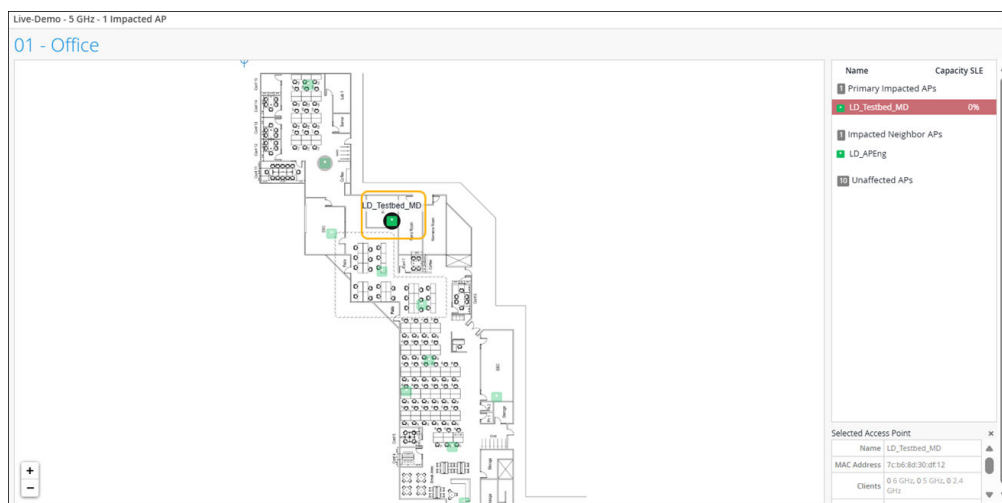 Live-Demo - 5 GHz - 1 Impacted AP
01 - Office
Name Capacity SLE
1 Primary Impacted APs
LD_Testbed_MD 0%
1 Impacted Neighbor APs
LD_APEng
10 Unaffected APs
LD_Testbed_MD
+
−
Selected Access Point ×
Name LD_Testbed_MD
MAC Address 7c:b6:8d:30:df:12
Clients 0 6 GHz, 0 5 GHz, 0 2.4
GHz